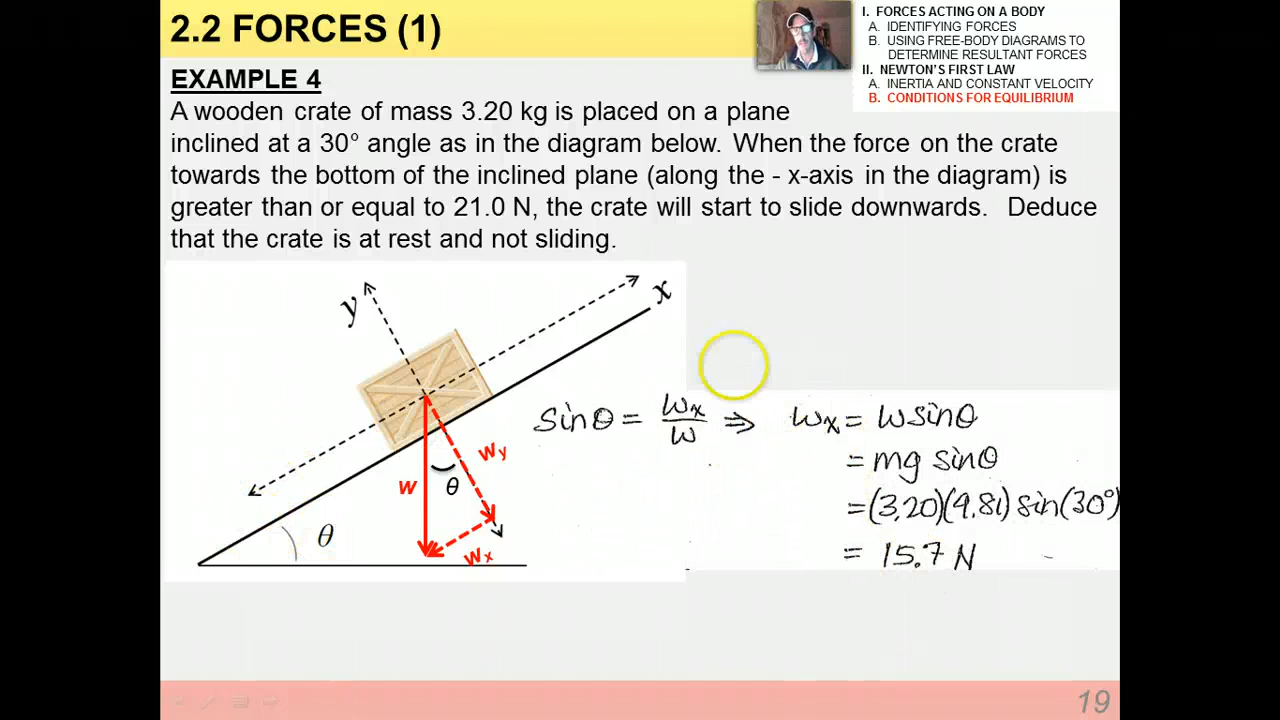 2.2 FORCES (1)
I. FORCES ACTING ON A BODY
A. IDENTIFYING FORCES
B. USING FREE-BODY DIAGRAMS TO
DETERMINE RESULTANT FORCES
II. NEWTON'S FIRST LAW
A. INERTIA AND CONSTANT VELOCITY
B. CONDITIONS FOR EQUILIBRIUM
EXAMPLE 4
A wooden crate of mass 3.20 kg is placed on a plane
inclined at a 30° angle as in the diagram below. When the force on the crate
towards the bottom of the inclined plane (along the - x-axis in the diagram) is
greater than or equal to 21.0 N, the crate will start to slide downwards. Deduce
that the crate is at rest and not sliding.
y
x
w
θ
wy
wx
θ
sinθ = wx/w ⇒ wx = wsinθ
= mg sinθ
= (3.20)(9.81) sin(30°)
= 15.7 N
19